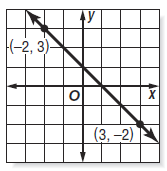 y
(-2, 3)
O
x
(3, -2)